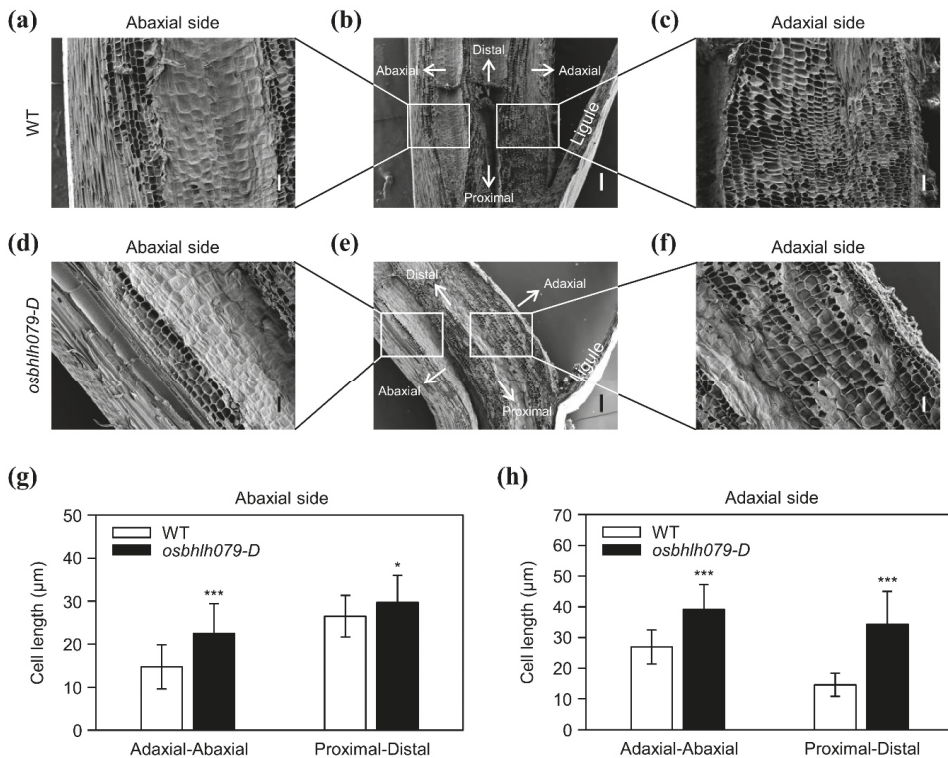 (a)
Abaxial side
(b)
(c)
Adaxial side
WT
Abaxial
Distal
Adaxial
Proximal
Ligule
(d)
Abaxial side
(e)
(f)
Adaxial side
osbhlh079-D
Distal
Adaxial
Abaxial
Proximal
Ligule
(g)
Abaxial side
Cell length (μm)
50
40
30
20
10
0
WT
osbhlh079-D
***
*
Adaxial-Abaxial
Proximal-Distal
(h)
Adaxial side
Cell length (μm)
70
60
50
40
30
20
10
0
WT
osbhlh079-D
***
***
Adaxial-Abaxial
Proximal-Distal